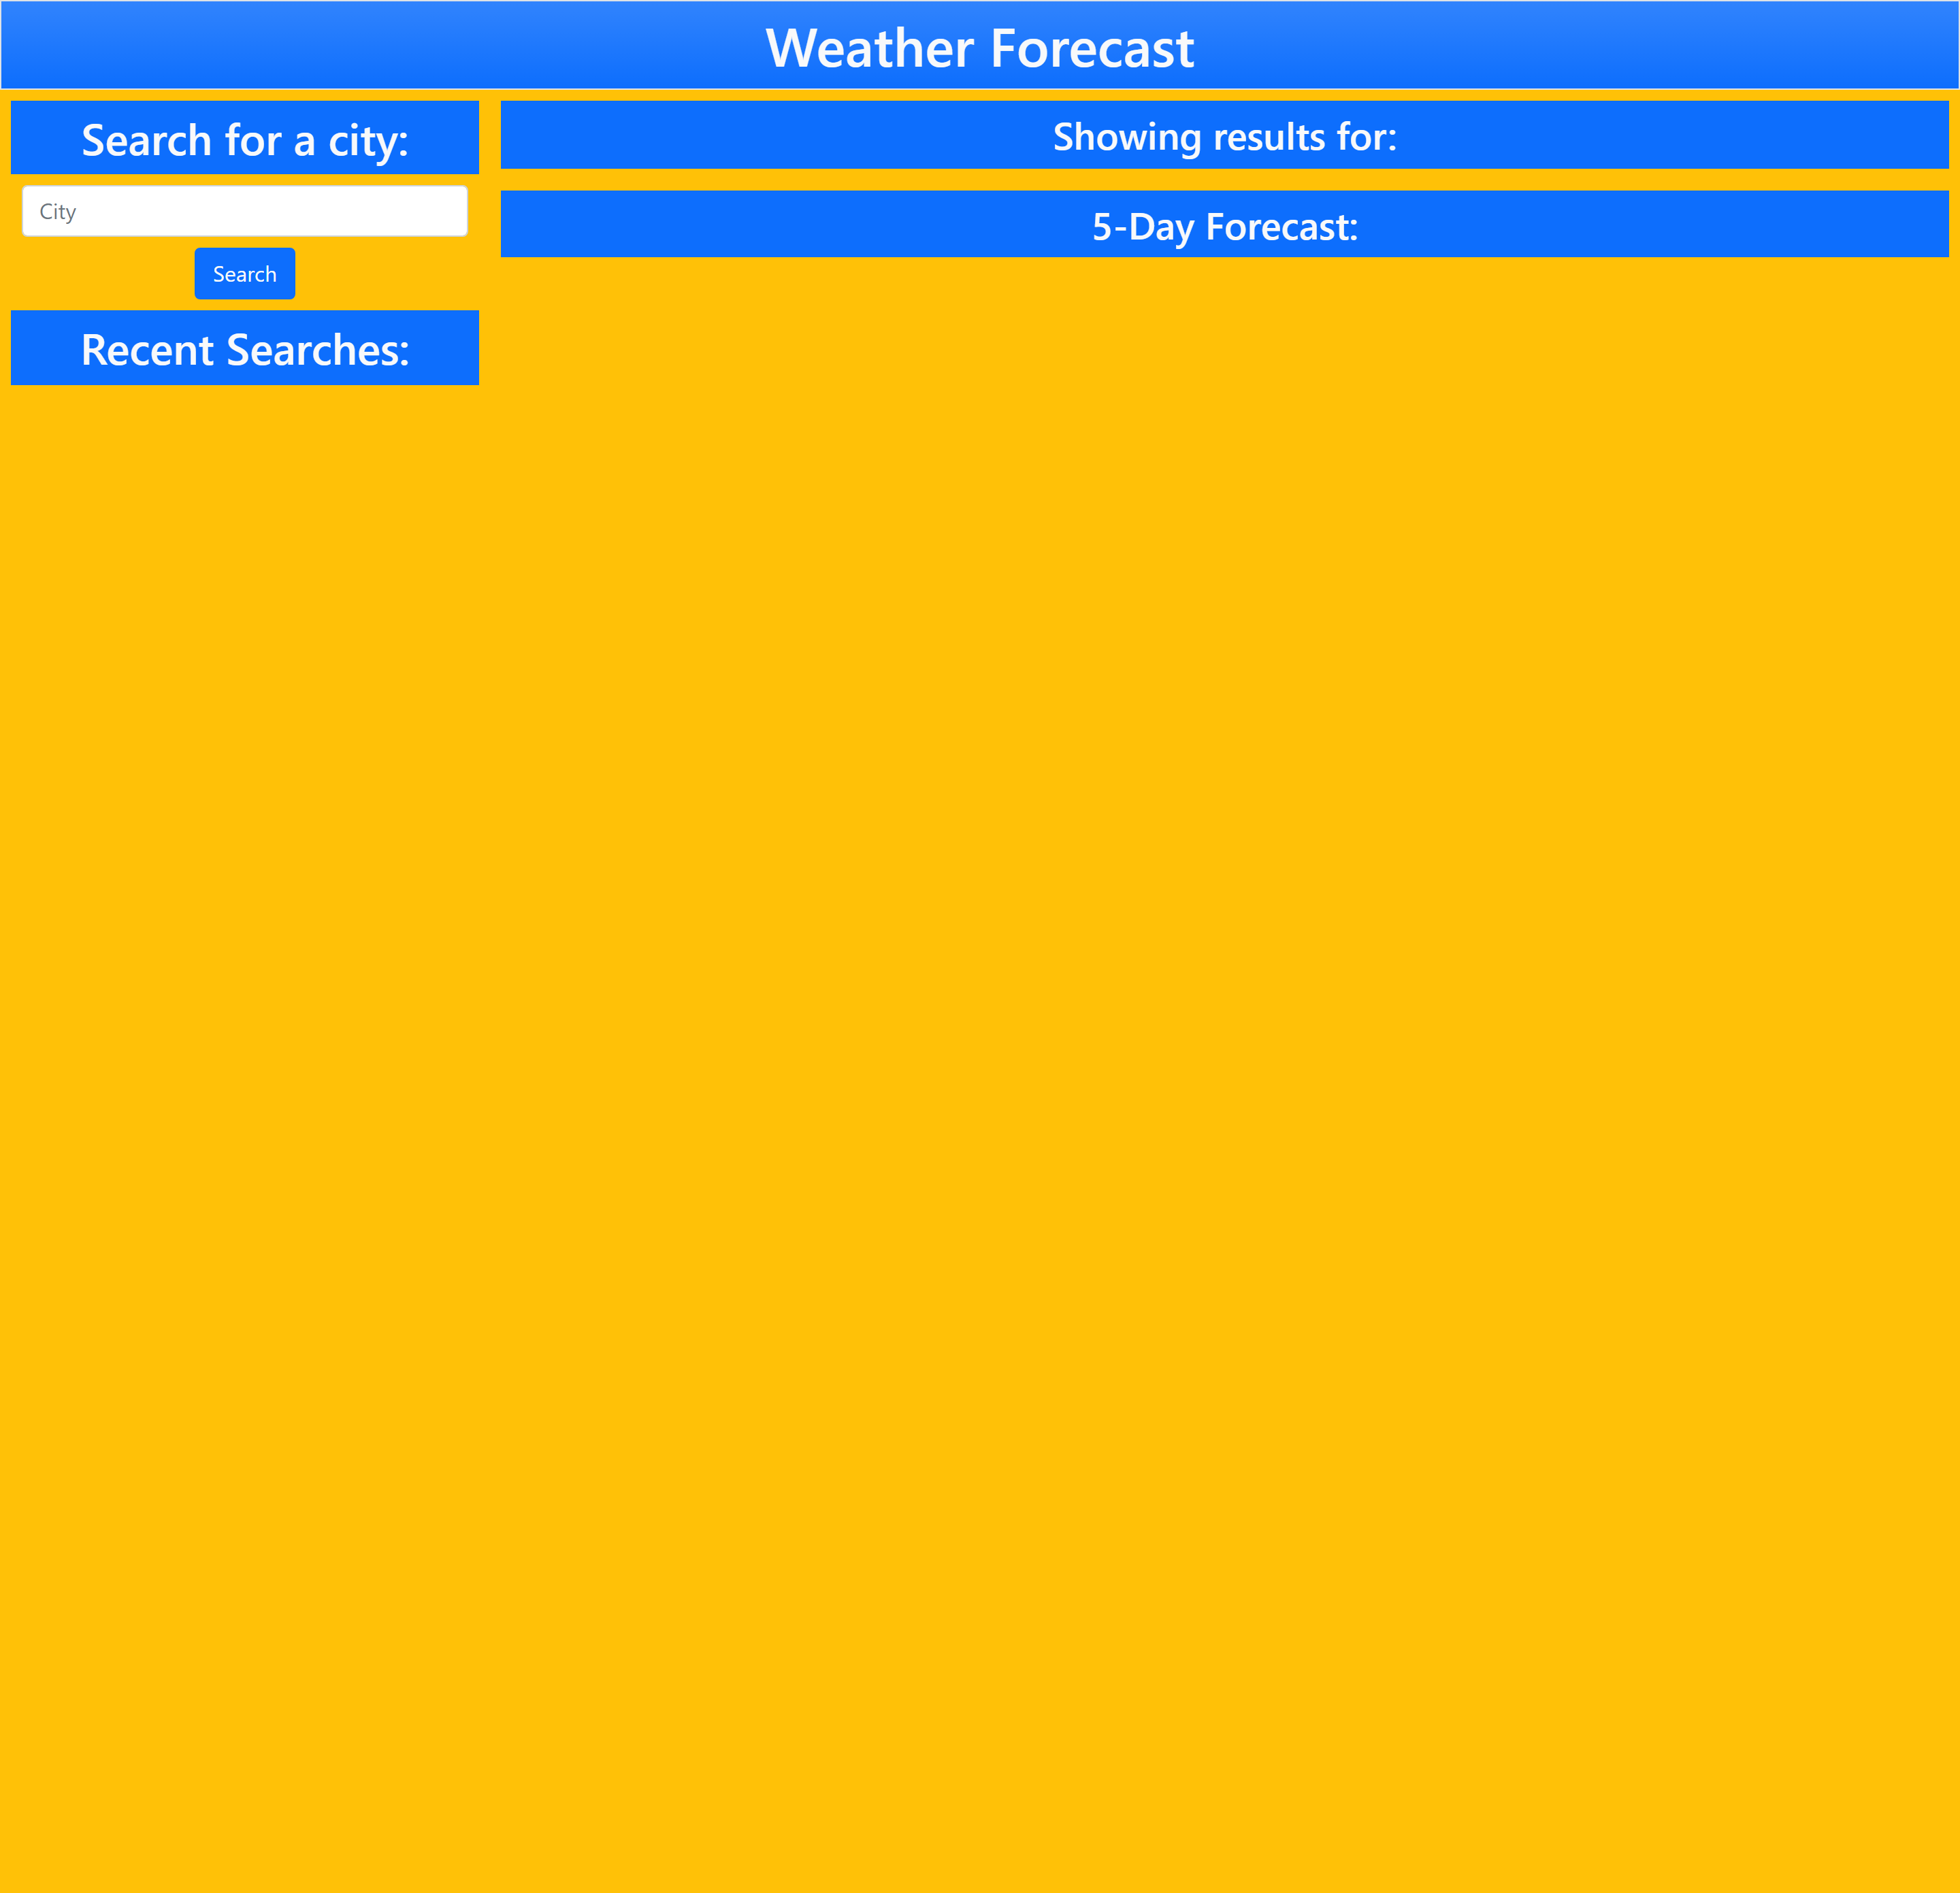 Weather Forecast
Search for a city:
City
Search
Recent Searches:
Showing results for:
5-Day Forecast: